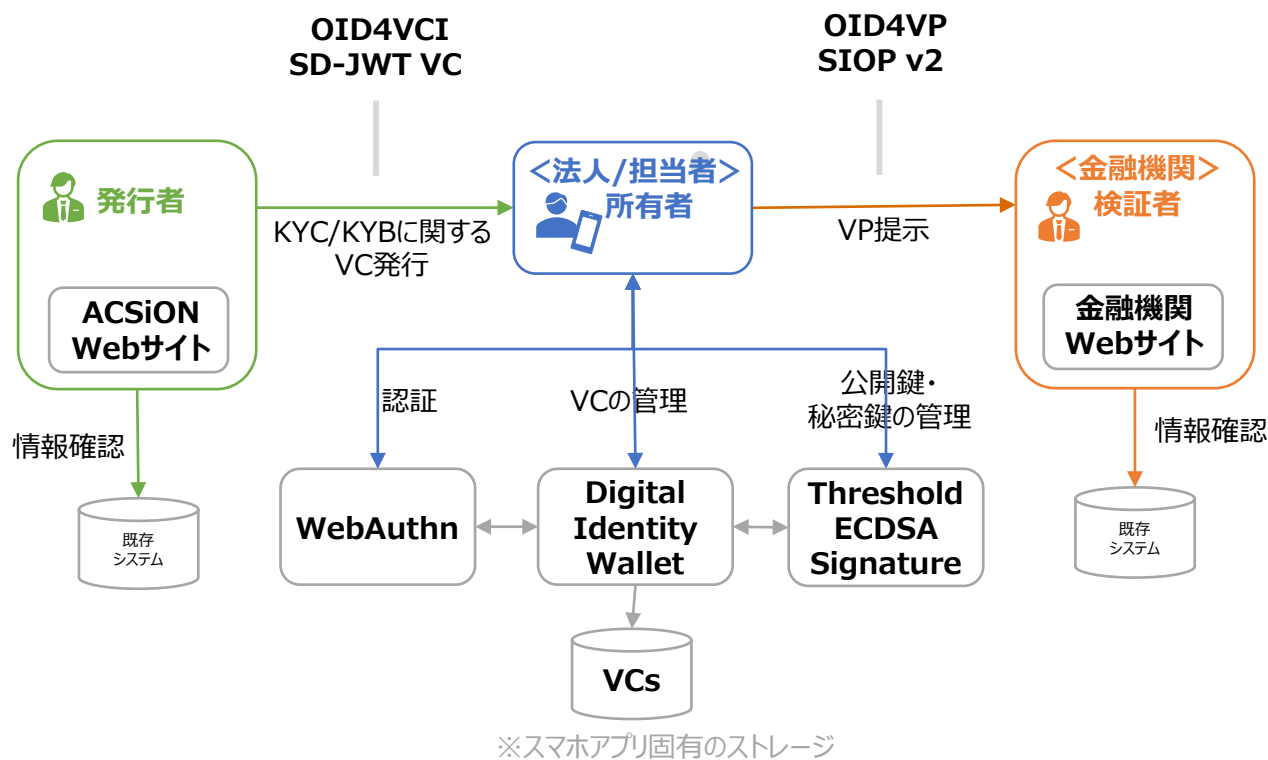 OID4VCI
SD-JWT VC
OID4VP
SIOP v2
発行者
ACSiON
Webサイト
KYC/KYBに関する
VC発行
＜法人/担当者＞
所有者
VP提示
＜金融機関＞
検証者
金融機関
Webサイト
情報確認
認証
VCの管理
公開鍵・
秘密鍵の管理
情報確認
既存
システム
WebAuthn
Digital
Identity
Wallet
Threshold
ECDSA
Signature
既存
システム
VCs
※スマホアプリ固有のストレージ